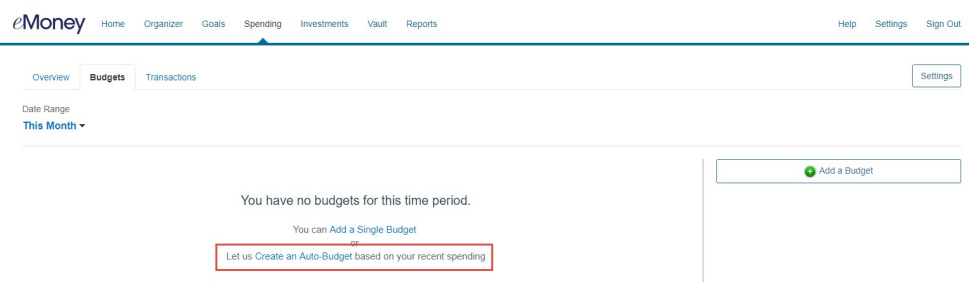 eMoney Home Organizer Goals Spending Investments Vault Reports Help Settings Sign Out
Overview Budgets Transactions Settings
Date Range
This Month
Add a Budget
You have no budgets for this time period.
You can Add a Single Budget
or
Let us Create an Auto-Budget based on your recent spending